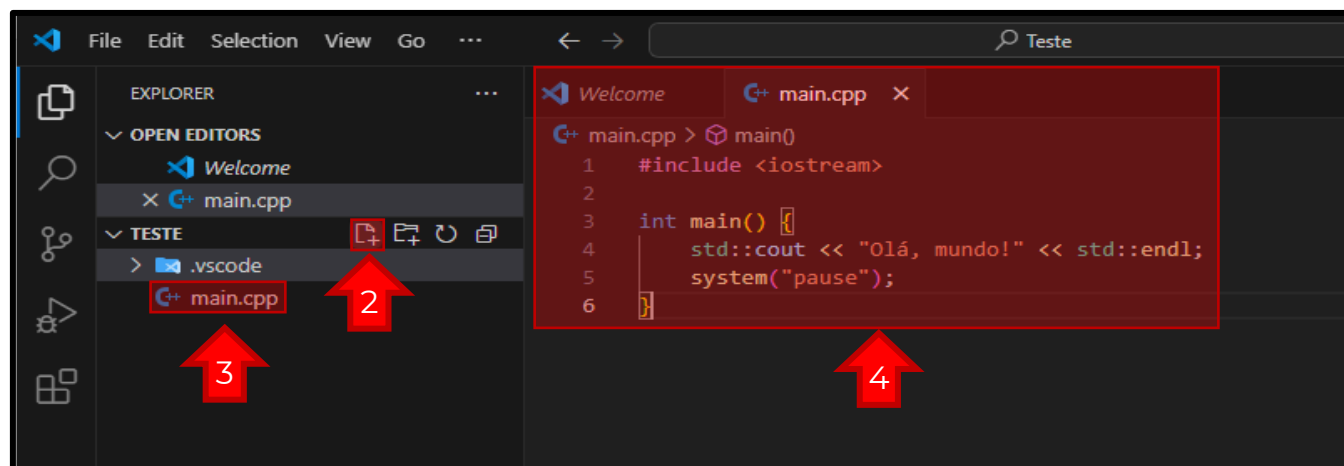 File Edit Selection View Go ··· ← → Teste
EXPLORER ···
OPEN EDITORS
Welcome
main.cpp
TESTE
.vscode
main.cpp
2
3
Welcome main.cpp
main.cpp > main()
1 #include <iostream>
2
3 int main() {
4 std::cout << "Olá, mundo!" << std::endl;
5 system("pause");
6 }
4